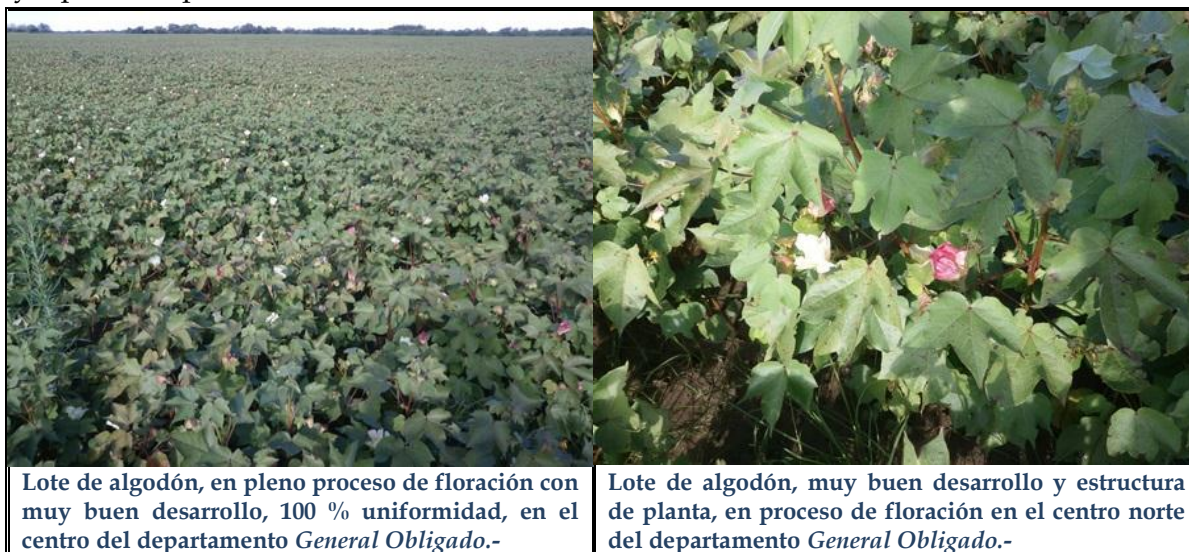 Lote de algodón, en pleno proceso de floración con
muy buen desarrollo, 100 % uniformidad, en el
centro del departamento General Obligado.-
Lote de algodón, muy buen desarrollo y estructura
de planta, en proceso de floración en el centro norte
del departamento General Obligado.-